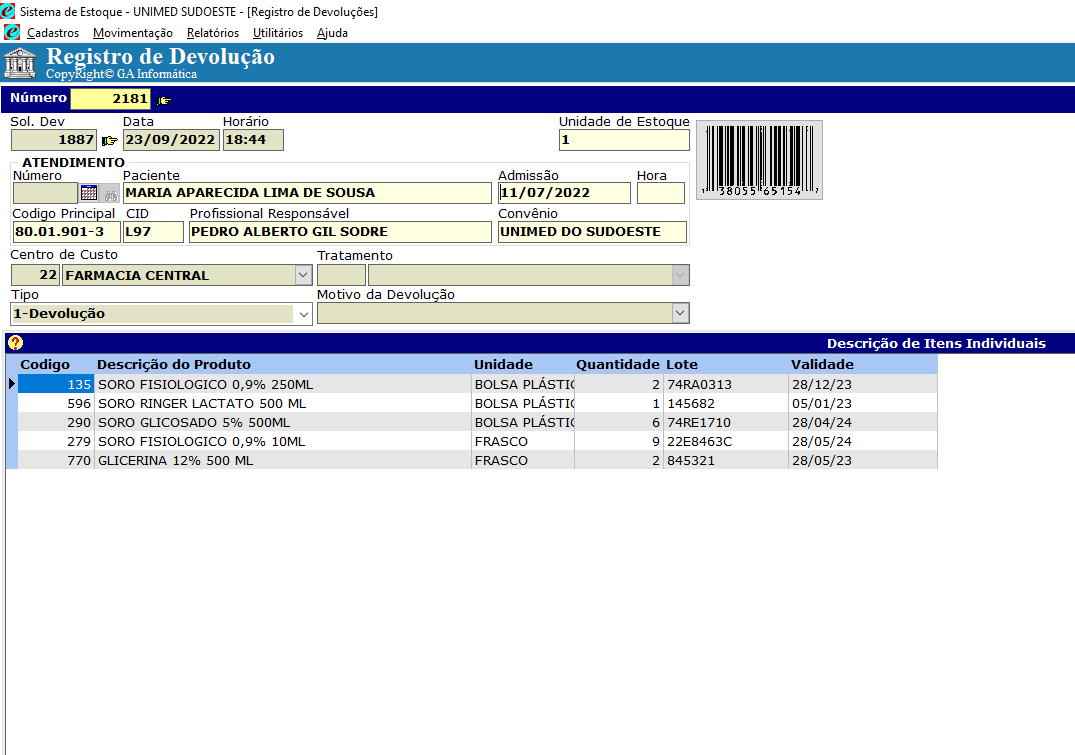 Sistema de Estoque - UNIMED SUDOESTE - [Registro de Devoluções]
Cadastros Movimentação Relatórios Utilitários Ajuda
Registro de Devolução
CopyRight© GA Informática
Número 2181
Sol. Dev Data Horário Unidade de Estoque
1887 23/09/2022 18:44 1
1 38055 65154 7
ATENDIMENTO
Número Paciente Admissão Hora
MARIA APARECIDA LIMA DE SOUSA 11/07/2022
Codigo Principal CID Profissional Responsável Convênio
80.01.901-3 L97 PEDRO ALBERTO GIL SODRE UNIMED DO SUDOESTE
Centro de Custo Tratamento
22 FARMACIA CENTRAL
Tipo Motivo da Devolução
1-Devolução
Descrição de Itens Individuais
Codigo Descrição do Produto Unidade Quantidade Lote Validade
135 SORO FISIOLOGICO 0,9% 250ML BOLSA PLÁSTIC 2 74RA0313 28/12/23
596 SORO RINGER LACTATO 500 ML BOLSA PLÁSTIC 1 145682 05/01/23
290 SORO GLICOSADO 5% 500ML BOLSA PLÁSTIC 6 74RE1710 28/04/24
279 SORO FISIOLOGICO 0,9% 10ML FRASCO 9 22E8463C 28/05/24
770 GLICERINA 12% 500 ML FRASCO 2 845321 28/05/23